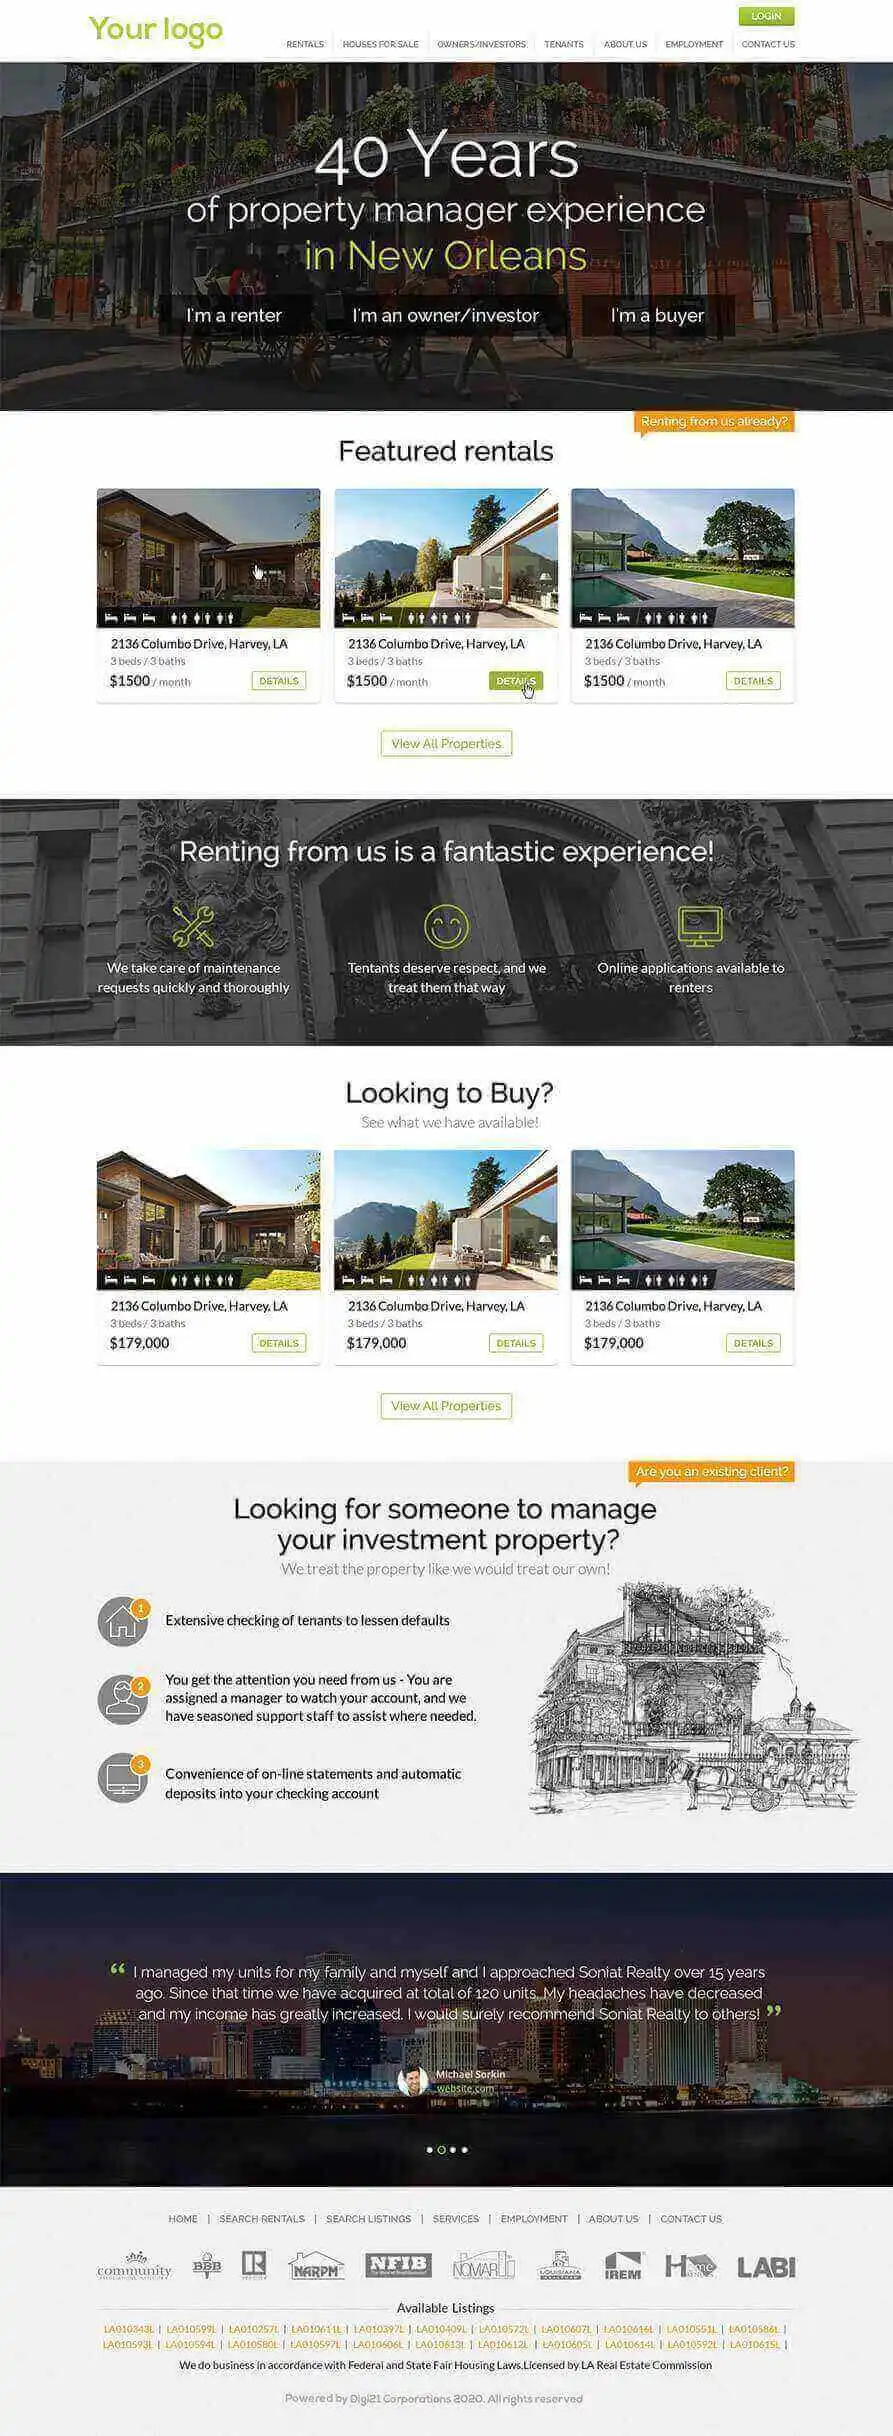 Your logo
LOGIN
RENTALS
HOUSES FOR SALE
OWNERS/INVESTORS
TENANTS
ABOUT US
EMPLOYMENT
CONTACT US
40 Years
of property manager experience
in New Orleans
I'm a renter
I'm an owner/investor
I'm a buyer
Renting from us already?
Featured rentals
2136 Columbo Drive, Harvey, LA
3 beds / 3 baths
$1500 / month
DETAILS
2136 Columbo Drive, Harvey, LA
3 beds / 3 baths
$1500 / month
DETAILS
2136 Columbo Drive, Harvey, LA
3 beds / 3 baths
$1500 / month
DETAILS
View All Properties
Renting from us is a fantastic experience!
We take care of maintenance
requests quickly and thoroughly
Tentants deserve respect, and we
treat them that way
Online applications available to
renters
Looking to Buy?
See what we have available!
2136 Columbo Drive, Harvey, LA
3 beds / 3 baths
$179,000
DETAILS
2136 Columbo Drive, Harvey, LA
3 beds / 3 baths
$179,000
DETAILS
2136 Columbo Drive, Harvey, LA
3 beds / 3 baths
$179,000
DETAILS
View All Properties
Are you an existing client?
Looking for someone to manage
your investment property?
We treat the property like we would treat our own!
1
Extensive checking of tenants to lessen defaults
2
You get the attention you need from us - You are
assigned a manager to watch your account, and we
have seasoned support staff to assist where needed.
3
Convenience of on-line statements and automatic
deposits into your checking account
“ I managed my units for my family and myself and I approached Soniat Realty over 15 years
ago. Since that time we have acquired at total of 120 units. My headaches have decreased
and my income has greatly increased. I would surely recommend Soniat Realty to others! ”
Michael Sorkin
website.com
HOME | SEARCH RENTALS | SEARCH LISTINGS | SERVICES | EMPLOYMENT | ABOUT US | CONTACT US
community
BBB
R
NARPM
NFIB
NOMAR
LOUISIANA
IREM
LABI
Available Listings
LA010343L | LA010599L | LA010257L | LA010611L | LA010397L | LA010409L | LA010572L | LA010607L | LA010616L | LA010551L | LA010586L |
LA010593L | LA010594L | LA010580L | LA010597L | LA010606L | LA010613L | LA010612L | LA010605L | LA010614L | LA010592L | LA010615L |
We do business in accordance with Federal and State Fair Housing Laws.Licensed by LA Real Estate Commission
Powered by Digi21 Corporations 2020. All rights reserved